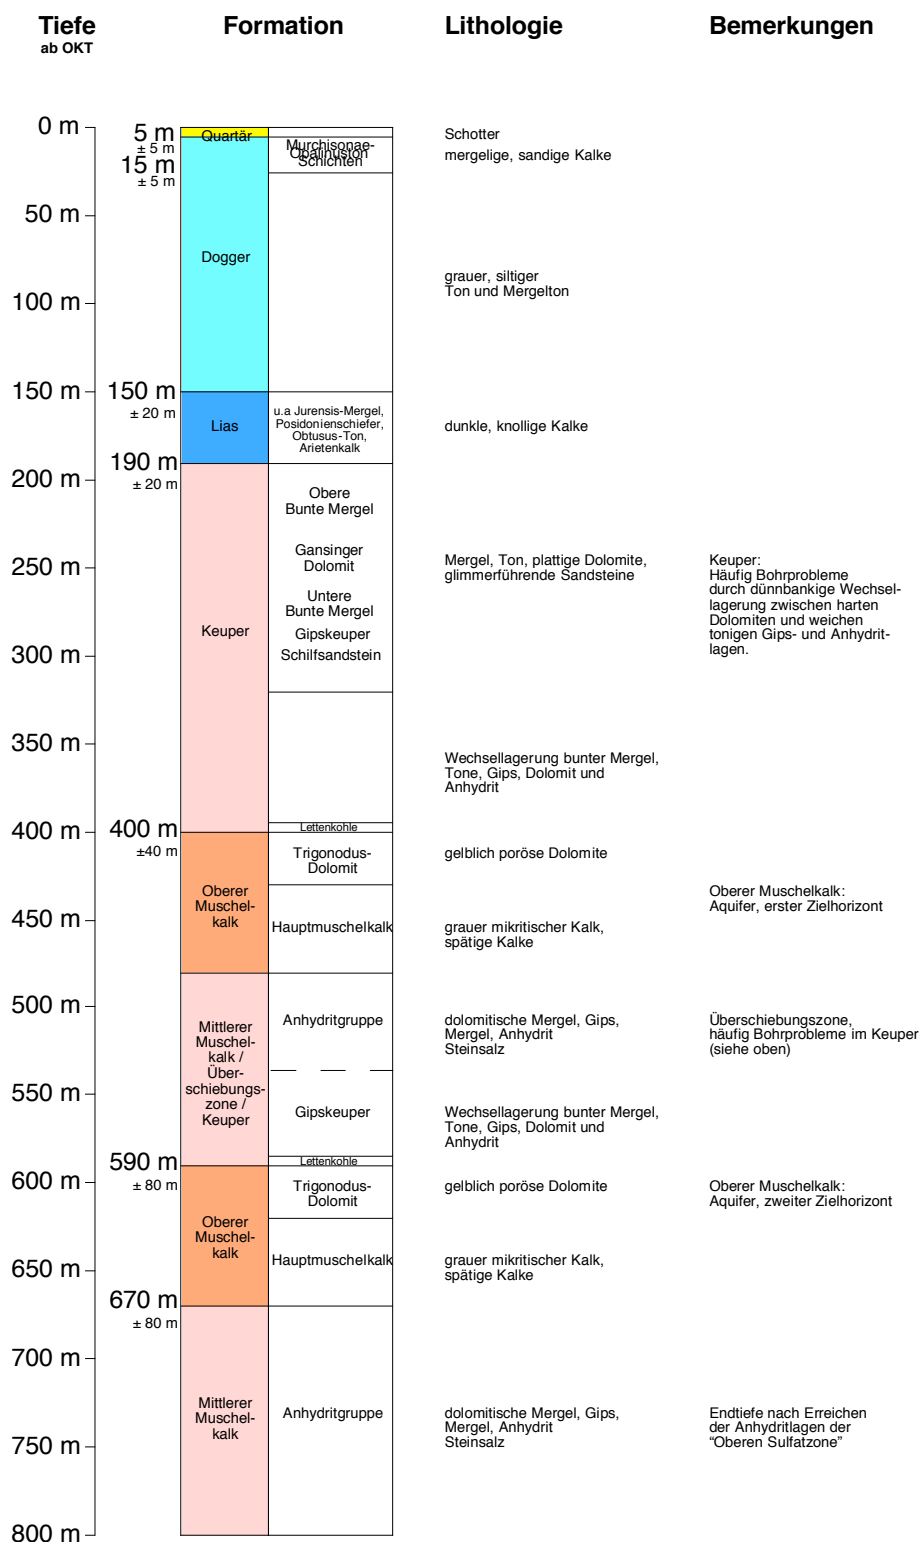 Tiefe
ab OKT
Formation
Lithologie
Bemerkungen
0 m
5 m
± 5 m
Quartär
Schotter
15 m
± 5 m
Murchisonae-
Opalinuston
Schichten
mergelige, sandige Kalke
50 m
Dogger
grauer, siltiger
Ton und Mergelton
100 m
150 m
150 m
± 20 m
Lias
u.a Jurensis-Mergel,
Posidonienschiefer,
Obtusus-Ton,
Arietenkalk
dunkle, knollige Kalke
190 m
± 20 m
200 m
Obere
Bunte Mergel
Gansinger
Dolomit
Mergel, Ton, plattige Dolomite,
glimmerführende Sandsteine
Keuper:
Häufig Bohrprobleme
durch dünnbankige Wechsel-
lagerung zwischen harten
Dolomiten und weichen
tonigen Gips- und Anhydrit-
lagen.
250 m
Untere
Bunte Mergel
Keuper
Gipskeuper
Schilfsandstein
300 m
350 m
Wechsellagerung bunter Mergel,
Tone, Gips, Dolomit und
Anhydrit
400 m
400 m
±40 m
Lettenkohle
Trigonodus-
Dolomit
gelblich poröse Dolomite
Oberer
Muschel-
kalk
Oberer Muschelkalk:
Aquifer, erster Zielhorizont
450 m
Hauptmuschelkalk
grauer mikritischer Kalk,
spätige Kalke
500 m
Mittlerer
Muschel-
kalk /
Über-
schiebungs-
zone /
Keuper
Anhydritgruppe
dolomitische Mergel, Gips,
Mergel, Anhydrit
Steinsalz
Überschiebungzone,
häufig Bohrprobleme im Keuper
(siehe oben)
550 m
Gipskeuper
Wechsellagerung bunter Mergel,
Tone, Gips, Dolomit und
Anhydrit
590 m
± 80 m
Lettenkohle
600 m
Trigonodus-
Dolomit
gelblich poröse Dolomite
Oberer Muschelkalk:
Aquifer, zweiter Zielhorizont
Oberer
Muschel-
kalk
650 m
Hauptmuschelkalk
grauer mikritischer Kalk,
spätige Kalke
670 m
± 80 m
700 m
Mittlerer
Muschel-
kalk
Anhydritgruppe
dolomitische Mergel, Gips,
Mergel, Anhydrit
Steinsalz
Endtiefe nach Erreichen
der Anhydritlagen der
“Oberen Sulfatzone”
750 m
800 m